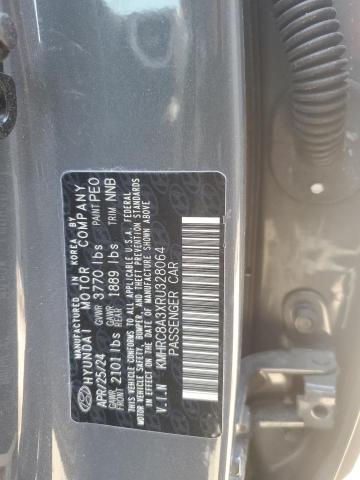 MANUFACTURED IN KOREA BY
HYUNDAI MOTOR COMPANY
APR/25/24 GVWR 3770 lbs PAINT PEO
GAWR FRONT 2101 lbs GAWR REAR 1889 lbs TRIM NNB
THIS VEHICLE CONFORMS TO ALL APPLICABLE U.S.A. FEDERAL
MOTOR VEHICLE SAFETY, BUMPER, AND THEFT PREVENTION STANDARDS
IN EFFECT ON THE DATE OF MANUFACTURE SHOWN ABOVE.
V.I.N KMHRC8A3XRU328064
PASSENGER CAR